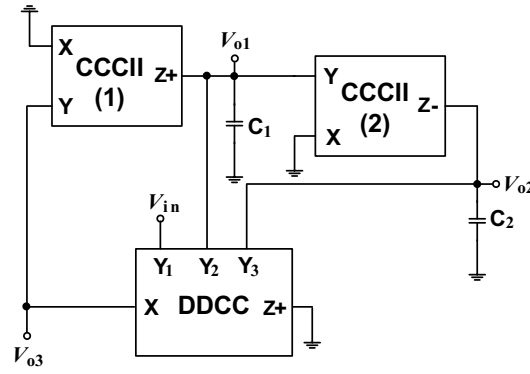 X
CCCII
(1)
Z+
Y
Vo1
Y
CCCII
(2)
Z-
X
C1
Vo2
C2
Vin
Y1
Y2
Y3
X
DDCC
Z+
Vo3